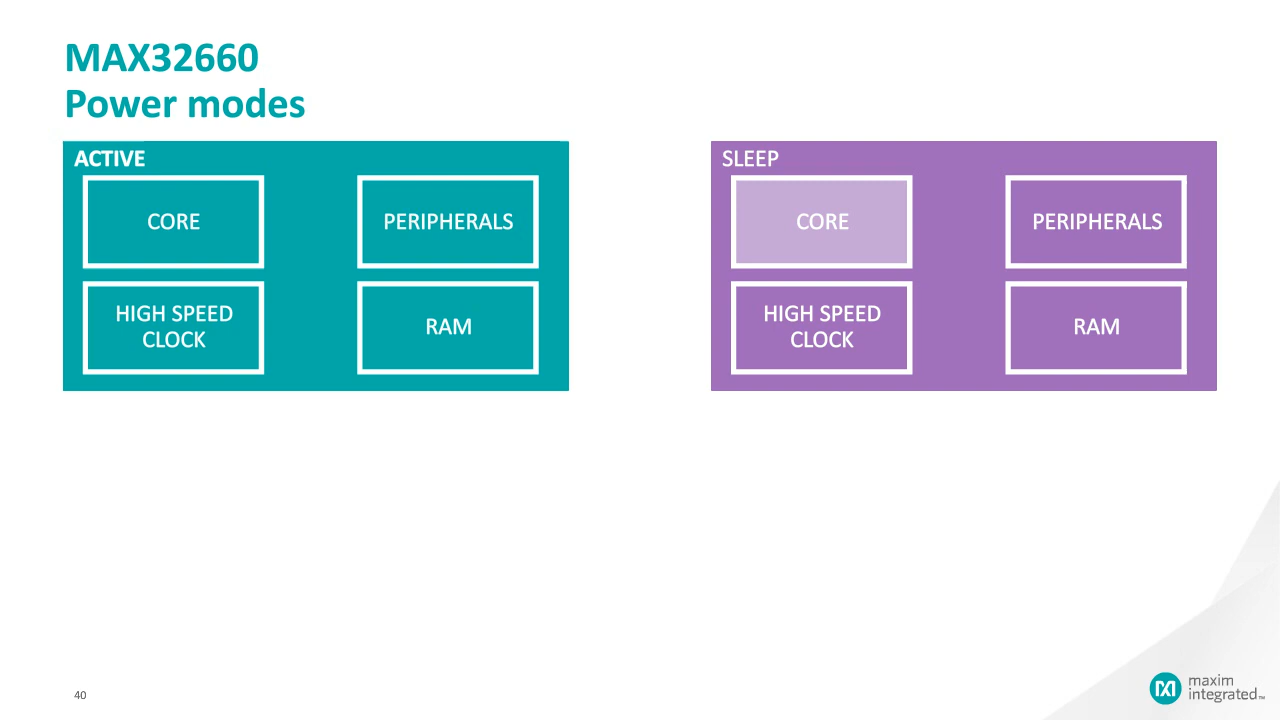 MAX32660
Power modes
ACTIVE
CORE
PERIPHERALS
HIGH SPEED
CLOCK
RAM
SLEEP
CORE
PERIPHERALS
HIGH SPEED
CLOCK
RAM
40
maxim
integrated™